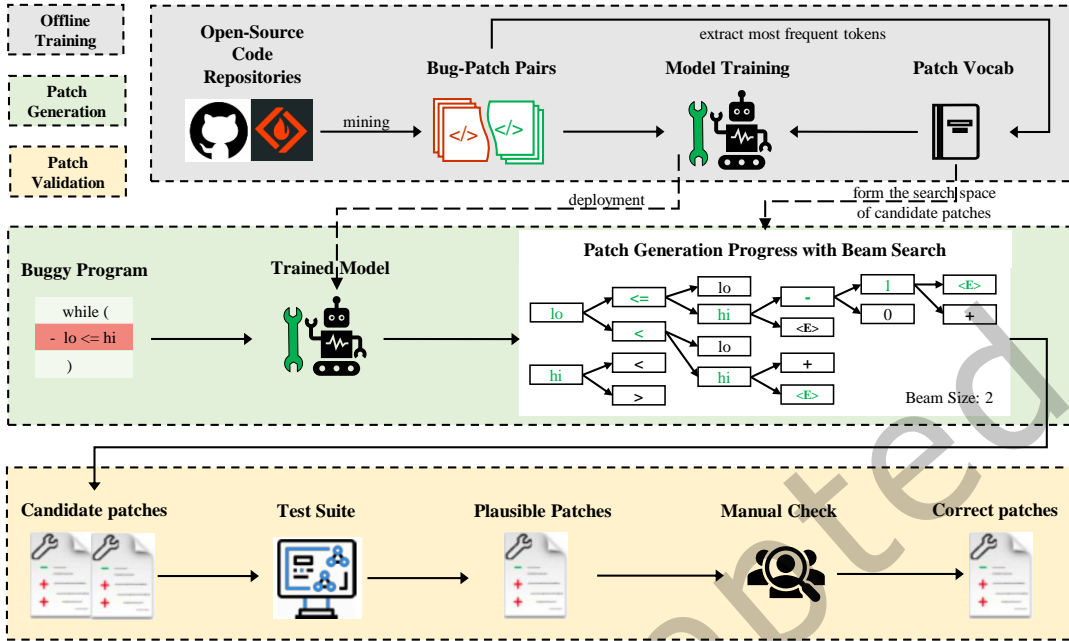 Offline
Training
Patch
Generation
Patch
Validation
Open-Source
Code
Repositories
mining
Bug-Patch Pairs
</>
</>
extract most frequent tokens
Model Training
Patch Vocab
deployment
form the search space
of candidate patches
Buggy Program
while (
- lo <= hi
)
Trained Model
Patch Generation Progress with Beam Search
lo
hi
<=
<
<
>
lo
hi
lo
hi
-
<E>
+
<E>
1
0
<E>
+
Beam Size: 2
Candidate patches
Test Suite
Plausible Patches
Manual Check
Correct patches